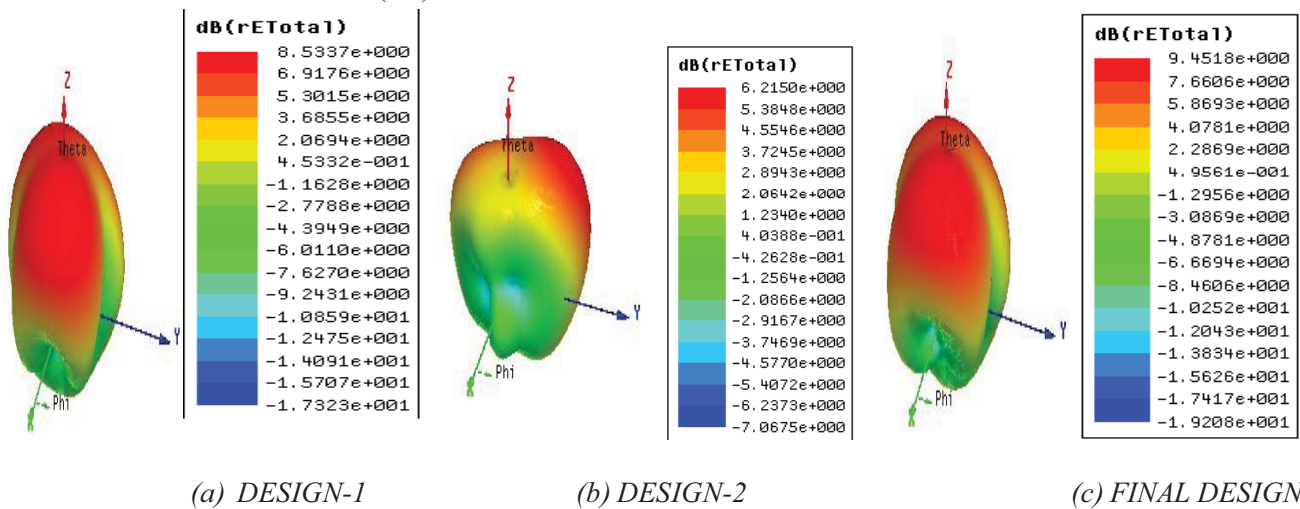 dB(rETotal)
8.5337e+000
6.9176e+000
5.3015e+000
3.6855e+000
2.0694e+000
4.5332e-001
-1.1628e+000
-2.7788e+000
-4.3949e+000
-6.0110e+000
-7.6270e+000
-9.2431e+000
-1.0859e+001
-1.2475e+001
-1.4091e+001
-1.5707e+001
-1.7323e+001
Z
Theta
Y
Phi
(a) DESIGN-1
dB(rETotal)
6.2150e+000
5.3848e+000
4.5546e+000
3.7245e+000
2.8943e+000
2.0642e+000
1.2340e+000
4.0388e-001
-4.2628e-001
-1.2564e+000
-2.0866e+000
-2.9167e+000
-3.7469e+000
-4.5770e+000
-5.4072e+000
-6.2373e+000
-7.0675e+000
Z
Theta
Y
Phi
(b) DESIGN-2
dB(rETotal)
9.4518e+000
7.6606e+000
5.8693e+000
4.0781e+000
2.2869e+000
4.9561e-001
-1.2956e+000
-3.0869e+000
-4.8781e+000
-6.6694e+000
-8.4606e+000
-1.0252e+001
-1.2043e+001
-1.3834e+001
-1.5626e+001
-1.7417e+001
-1.9208e+001
Z
Theta
Y
Phi
(c) FINAL DESIGN